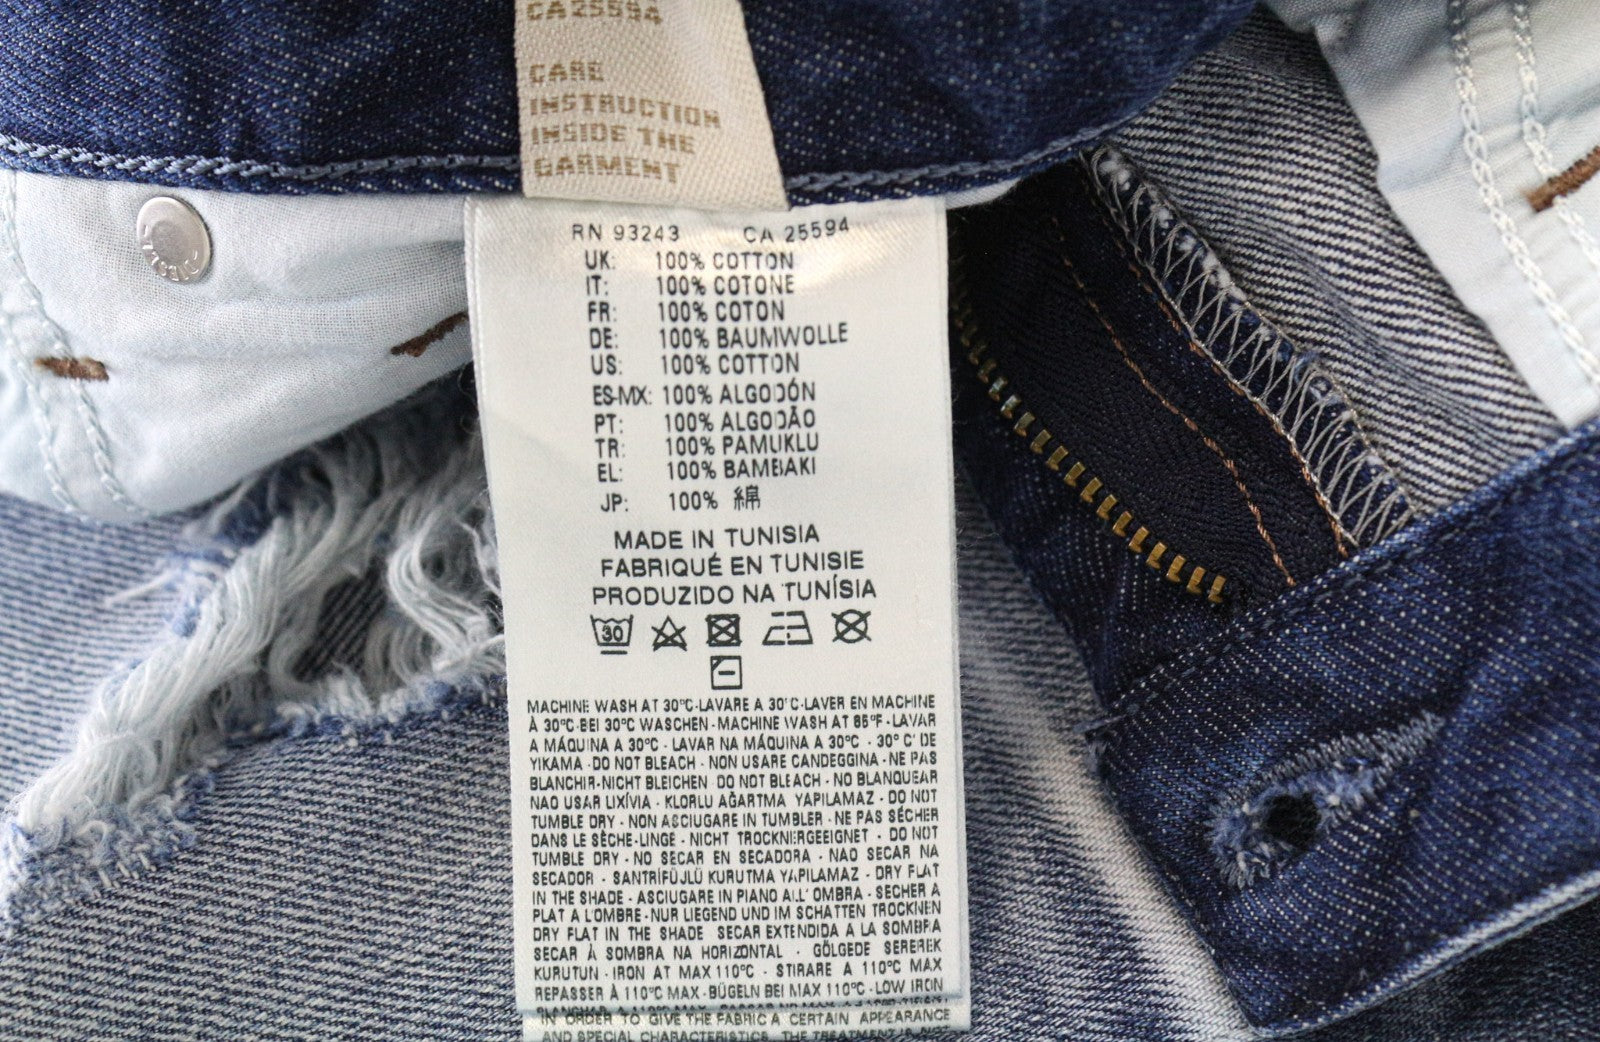 CA25594
CARE
INSTRUCTION
INSIDE THE
GARMENT
DIESEL
RN 93243 CA 25594
UK: 100% COTTON
IT: 100% COTONE
FR: 100% COTON
DE: 100% BAUMWOLLE
US: 100% COTTON
ES-MX: 100% ALGODÓN
PT: 100% ALGODÃO
TR: 100% PAMUKLU
EL: 100% BAMBAKI
JP: 100% 綿
MADE IN TUNISIA
FABRIQUÉ EN TUNISIE
PRODUZIDO NA TUNÍSIA
30
MACHINE WASH AT 30°C-LAVARE A 30°C-LAVER EN MACHINE
À 30°C-BEI 30°C WASCHEN-MACHINE WASH AT 85°F-LAVAR
A MÁQUINA A 30°C - LAVAR NA MÁQUINA A 30°C - 30° C' DE
YIKAMA - DO NOT BLEACH - NON USARE CANDEGGINA - NE PAS
BLANCHIR-NICHT BLEICHEN DO NOT BLEACH - NO BLANQUEAR
NAO USAR LIXÍVIA - KLORLU AĞARTMA YAPILAMAZ - DO NOT
TUMBLE DRY - NON ASCIUGARE IN TUMBLER - NE PAS SÉCHER
DANS LE SÈCHE-LINGE - NICHT TROCKNERGEEIGNET - DO NOT
TUMBLE DRY - NO SECAR EN SECADORA - NAO SECAR NA
SECADOR - SANTRİFÜJLÜ KURUTMA YAPILAMAZ - DRY FLAT
IN THE SHADE - ASCIUGARE IN PIANO ALL' OMBRA - SECHER A
PLAT A L'OMBRE-NUR LIEGEND UND IM SCHATTEN TROCKNEN
DRY FLAT IN THE SHADE SECAR EXTENDIDA A LA SOMBRA
SECAR À SOMBRA NA HORIZONTAL - GÖLGEDE SEREREK
KURUTUN - IRON AT MAX 110°C - STIRARE A 110°C MAX
REPASSER À 110°C MAX-BÜGELN BEI MAX 110°C-LOW IRON
IN ORDER TO GIVE THE FABRIC A CERTAIN APPEARANCE
AND SPECIAL CHARACTERISTICS, THE TREATMENT IS NOT